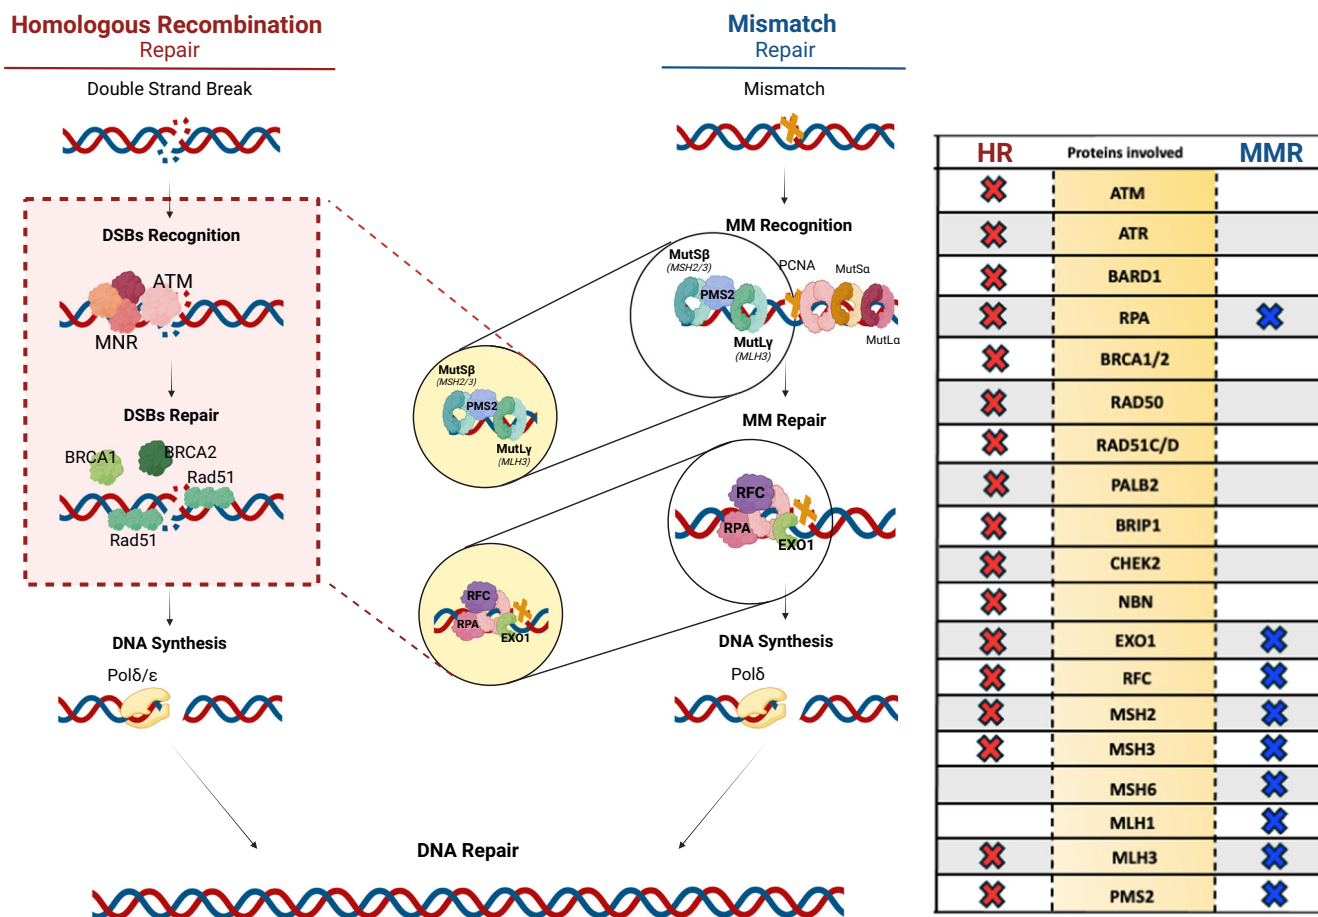 Homologous Recombination
Repair
Double Strand Break
DSBs Recognition
ATM
MNR
DSBs Repair
BRCA1
BRCA2
Rad51
Rad51
DNA Synthesis
Polδ/ε
Mismatch
Repair
Mismatch
MM Recognition
MutSβ
(MSH2/3)
PMS2
PCNA
MutSα
MutLγ
(MLH3)
MutLα
MutSβ
(MSH2/3)
PMS2
MutLγ
(MLH3)
MM Repair
RFC
RPA
EXO1
RFC
RPA
EXO1
DNA Synthesis
Polδ
DNA Repair
HR Proteins involved MMR
ATM
ATR
BARD1
RPA
BRCA1/2
RAD50
RAD51C/D
PALB2
BRIP1
CHEK2
NBN
EXO1
RFC
MSH2
MSH3
MSH6
MLH1
MLH3
PMS2